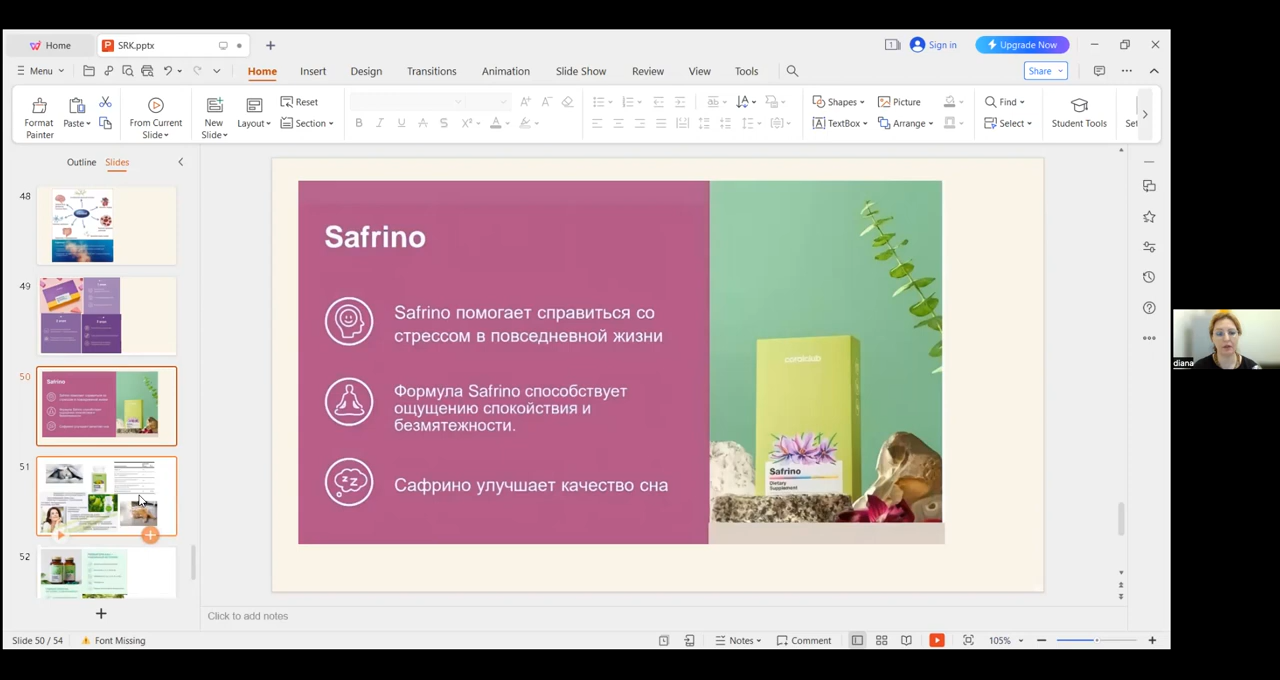 Home
SRK.pptx
1
Sign in
Upgrade Now
Menu
Home
Insert
Design
Transitions
Animation
Slide Show
Review
View
Tools
Share
Format
Painter
Paste
From Current
Slide
New
Slide
Layout
Reset
Section
Shapes
Picture
TextBox
Arrange
Find
Select
Student Tools
Set
Outline
Slides
48
49
50
51
52
Safrino
Safrino помогает справиться со
стрессом в повседневной жизни
Формула Safrino способствует
ощущению спокойствия и
безмятежности.
Сафрино улучшает качество сна
coralclub
Safrino
Dietary
Supplement
diana
Click to add notes
Slide 50 / 54
Font Missing
Notes
Comment
105%